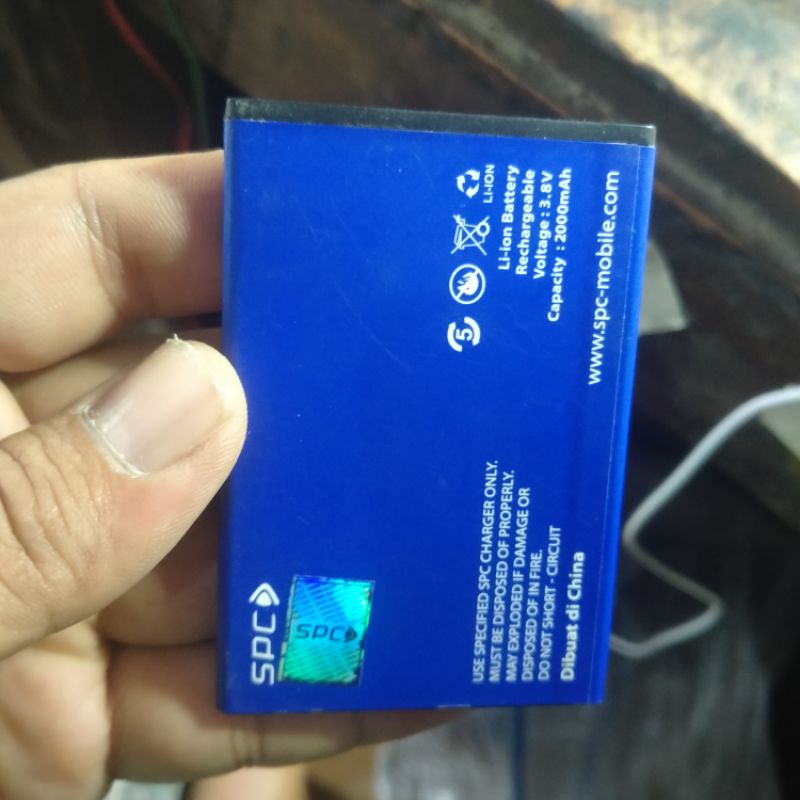 SPC
SPC
USE SPECIFIED SPC CHARGER ONLY.
MUST BE DISPOSED OF PROPERLY.
MAY EXPLODED IF DAMAGE OR
DISPOSED OF IN FIRE.
DO NOT SHORT - CIRCUIT
Dibuat di China
5
LI-ION
Li-ion Battery
Rechargeable
Voltage : 3.8V
Capacity : 2000mAh
www.spc-mobile.com